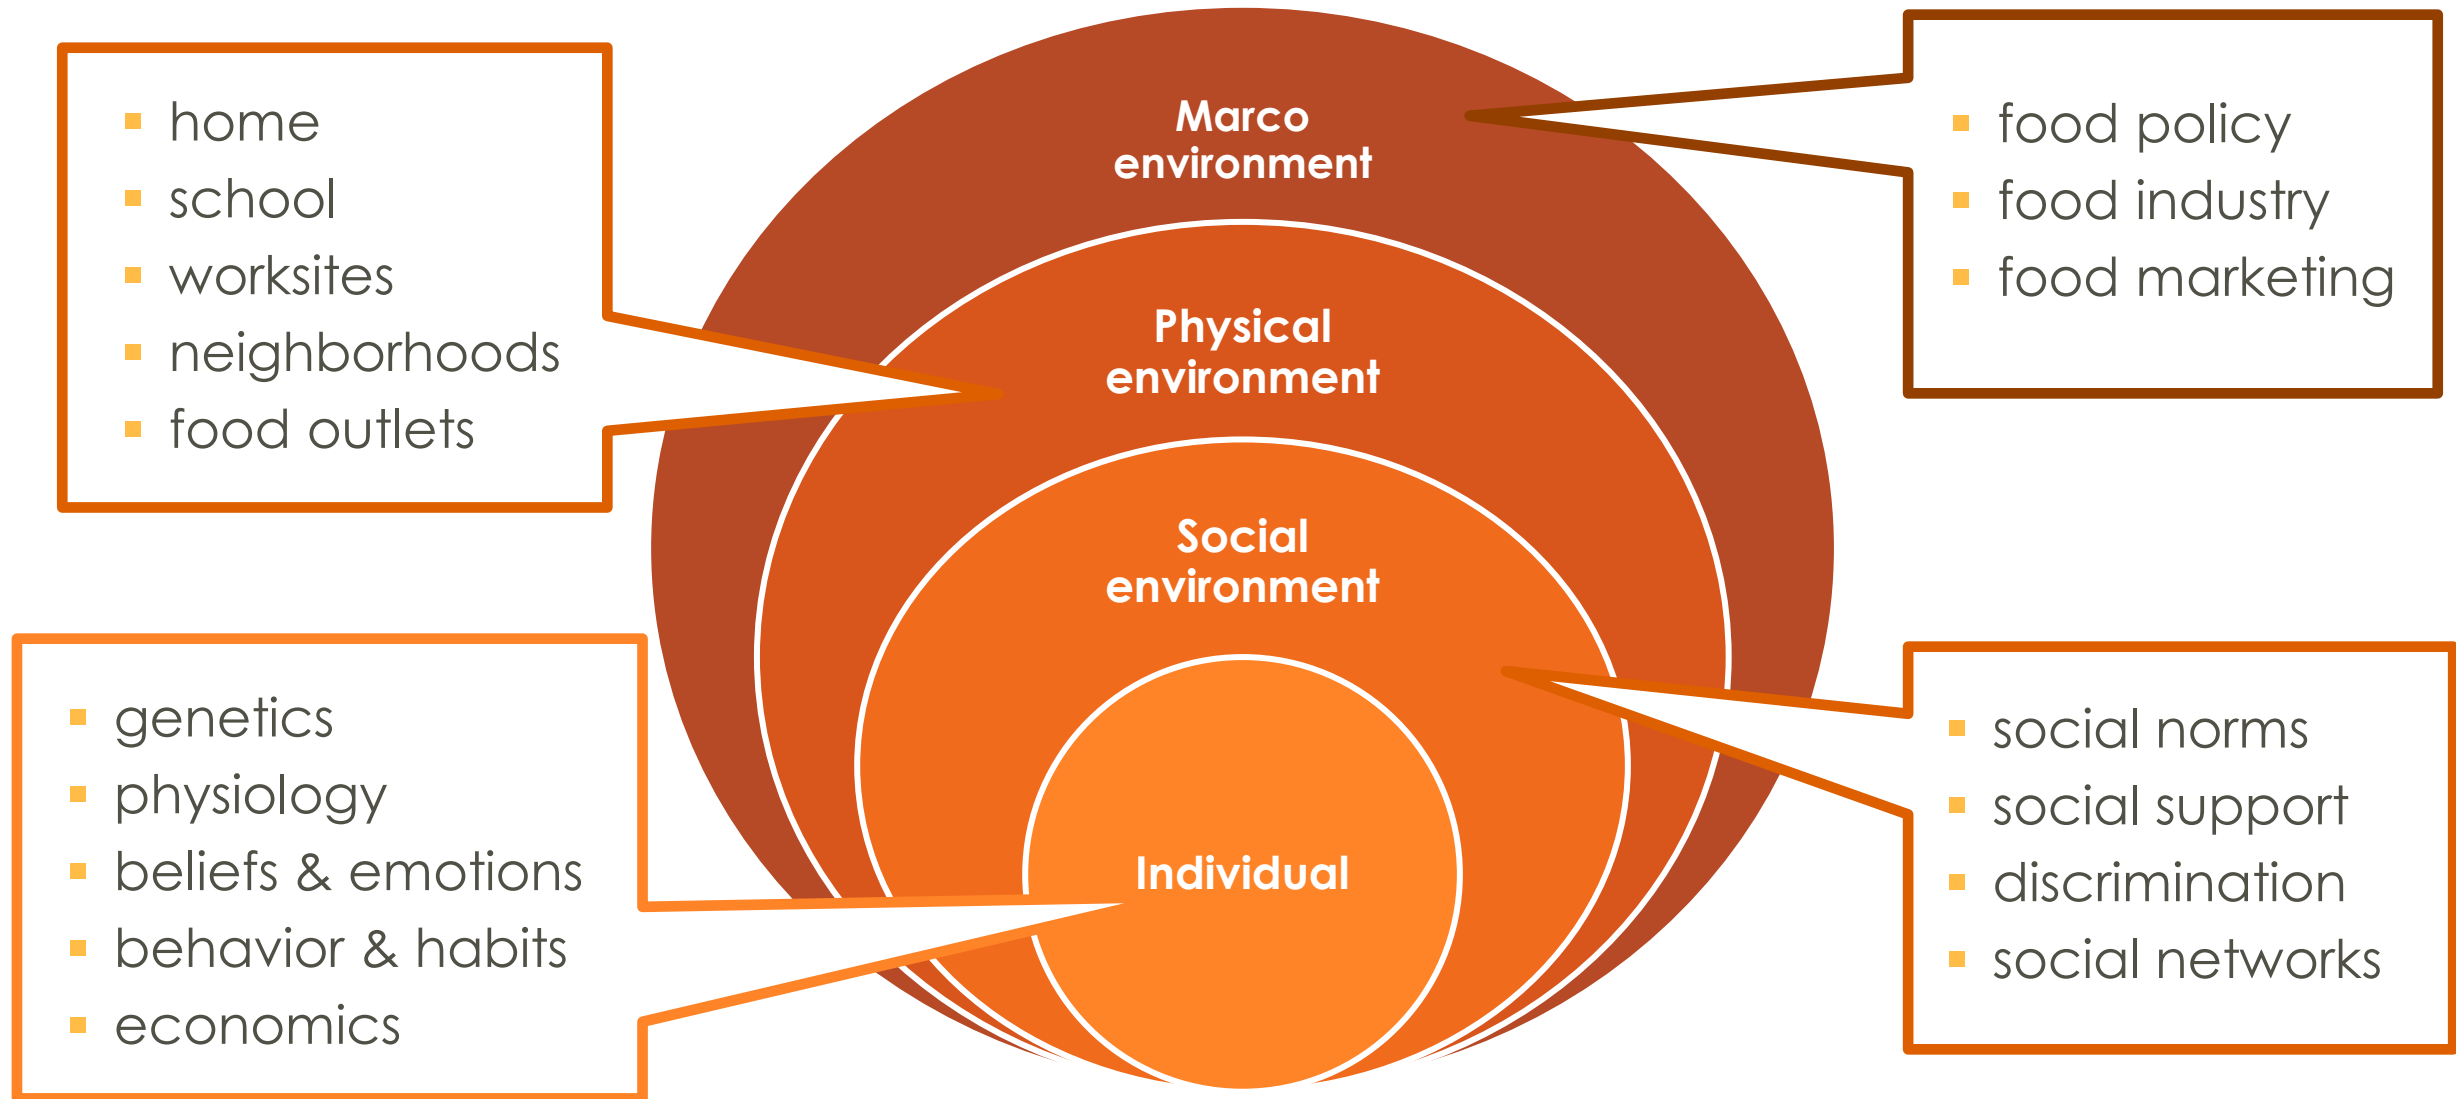 home
school
worksites
neighborhoods
food outlets
Marco
environment
food policy
food industry
food marketing
Physical
environment
Social
environment
genetics
physiology
beliefs & emotions
behavior & habits
economics
Individual
social norms
social support
discrimination
social networks